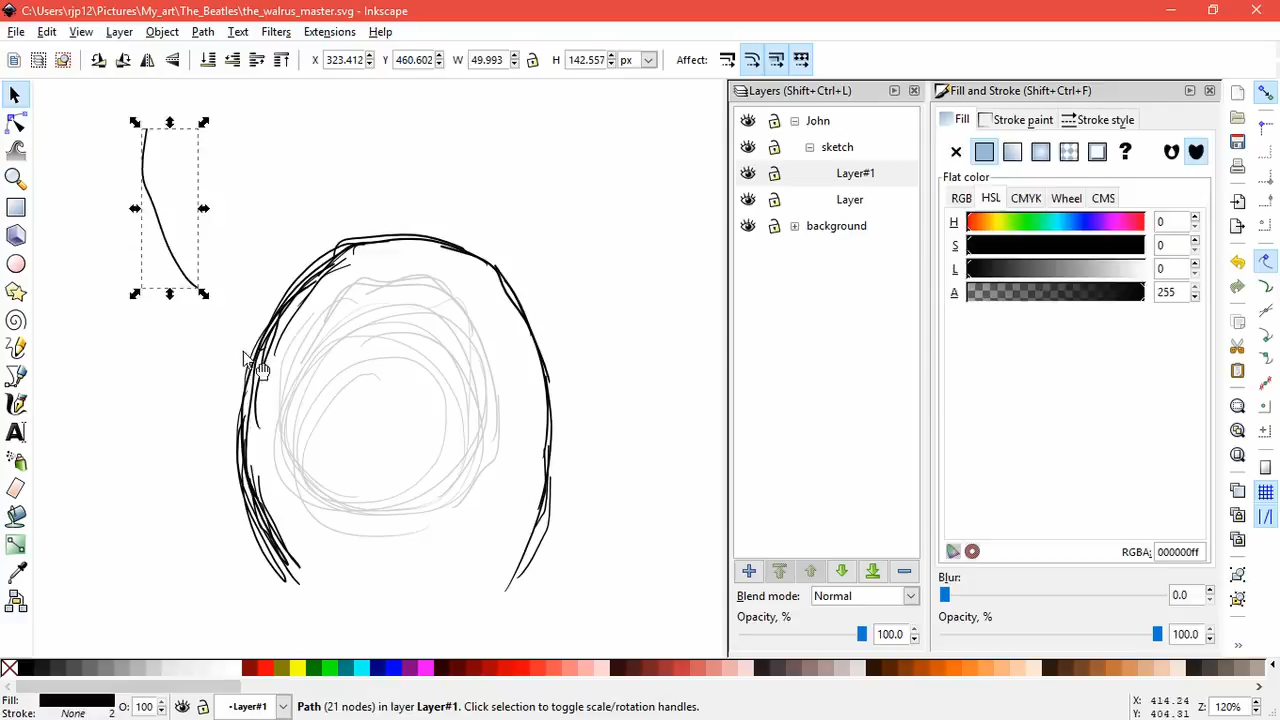 C:\Users\rjp12\Pictures\My_art\The_Beatles\the_walrus_master.svg - Inkscape
File Edit View Layer Object Path Text Filters Extensions Help
X 323.412 Y 460.602 W 49.993 H 142.557 px Affect:
Layers (Shift+Ctrl+L)
John
sketch
Layer#1
Layer
background
Blend mode: Normal
Opacity, %
100.0
Fill and Stroke (Shift+Ctrl+F)
Fill Stroke paint Stroke style
?
Flat color
RGB HSL CMYK Wheel CMS
H 0
S 0
L 0
A 255
RGBA: 000000ff
Blur:
0.0
Opacity, %
100.0
Fill:
Stroke: None 2
O: 100
•Layer#1
Path (21 nodes) in layer Layer#1. Click selection to toggle scale/rotation handles.
X: 414.24
Y: 404.31
Z: 120%